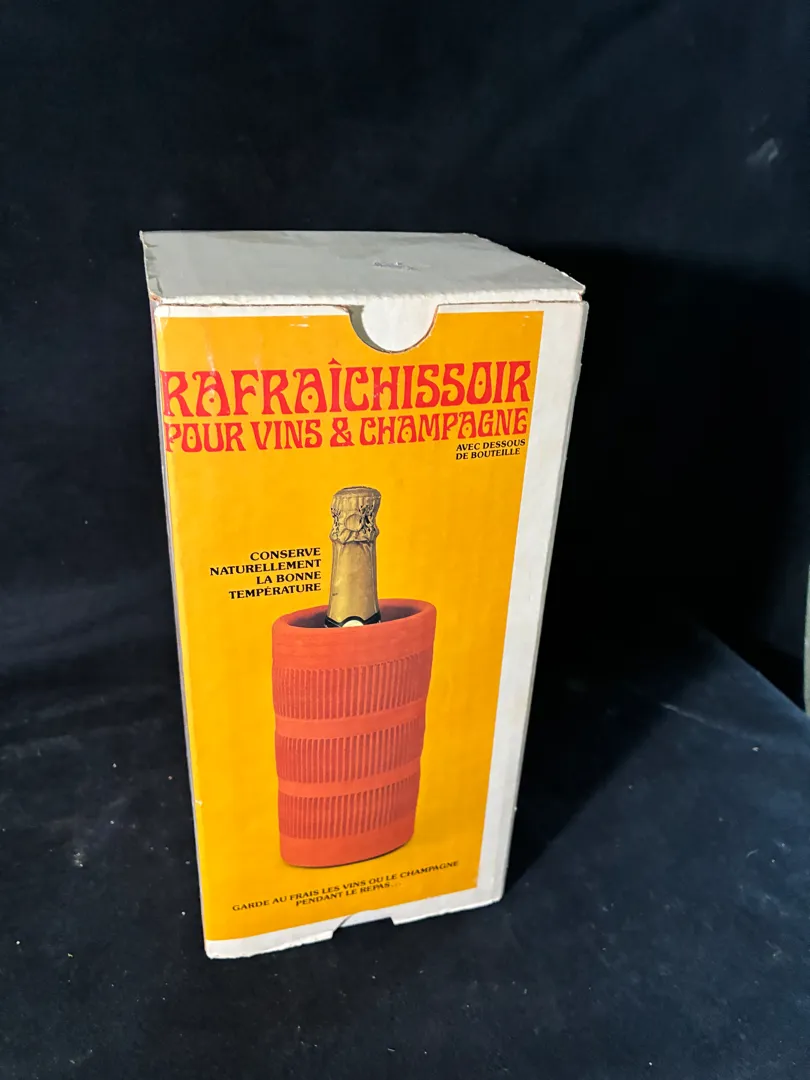 RAFRAÎCHISSOIR
POUR VINS & CHAMPAGNE
AVEC DESSOUS
DE BOUTEILLE
CONSERVE
NATURELLEMENT
LA BONNE
TEMPÉRATURE
GARDE AU FRAIS LES VINS OU LE CHAMPAGNE
PENDANT LE REPAS...